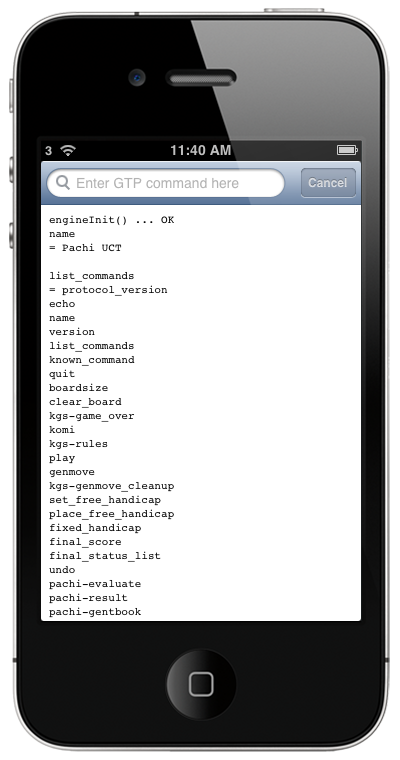 3
11:40 AM
Enter GTP command here
Cancel
engineInit() ... OK
name
= Pachi UCT

list_commands
= protocol_version
echo
name
version
list_commands
known_command
quit
boardsize
clear_board
kgs-game_over
komi
kgs-rules
play
genmove
kgs-genmove_cleanup
set_free_handicap
place_free_handicap
fixed_handicap
final_score
final_status_list
undo
pachi-evaluate
pachi-result
pachi-gentbook